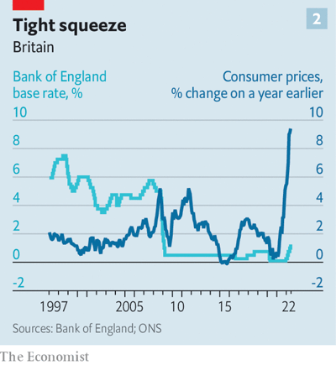 Tight squeeze
2
Britain
Bank of England
base rate, %
Consumer prices,
% change on a year earlier
10 10
8 8
6 6
4 4
2 2
0 0
-2 -2
1997 2005 10 15 22
Sources: Bank of England; ONS
The Economist